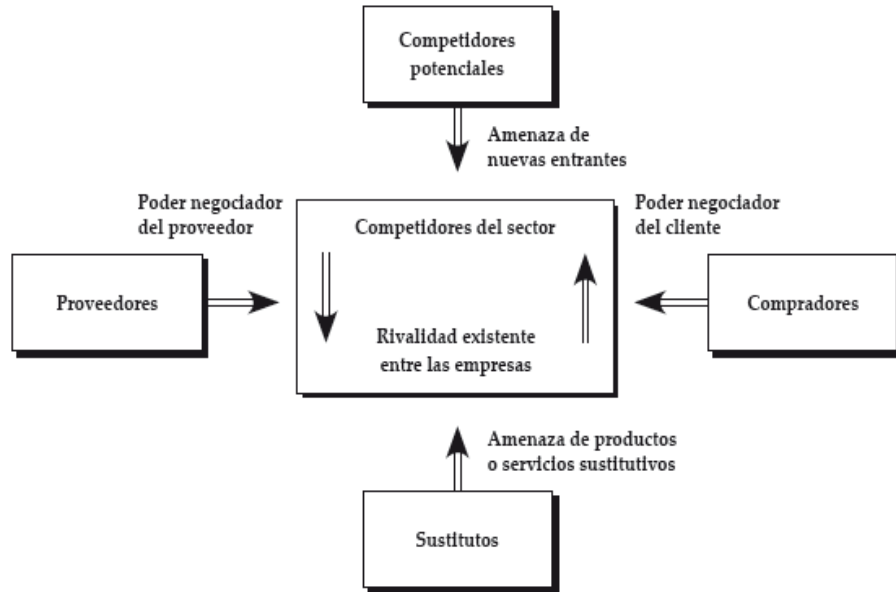 Competidores
potenciales
Amenaza de
nuevas entrantes
Poder negociador
del proveedor
Competidores del sector
Poder negociador
del cliente
Proveedores
Compradores
Rivalidad existente
entre las empresas
Amenaza de productos
o servicios sustitutivos
Sustitutos